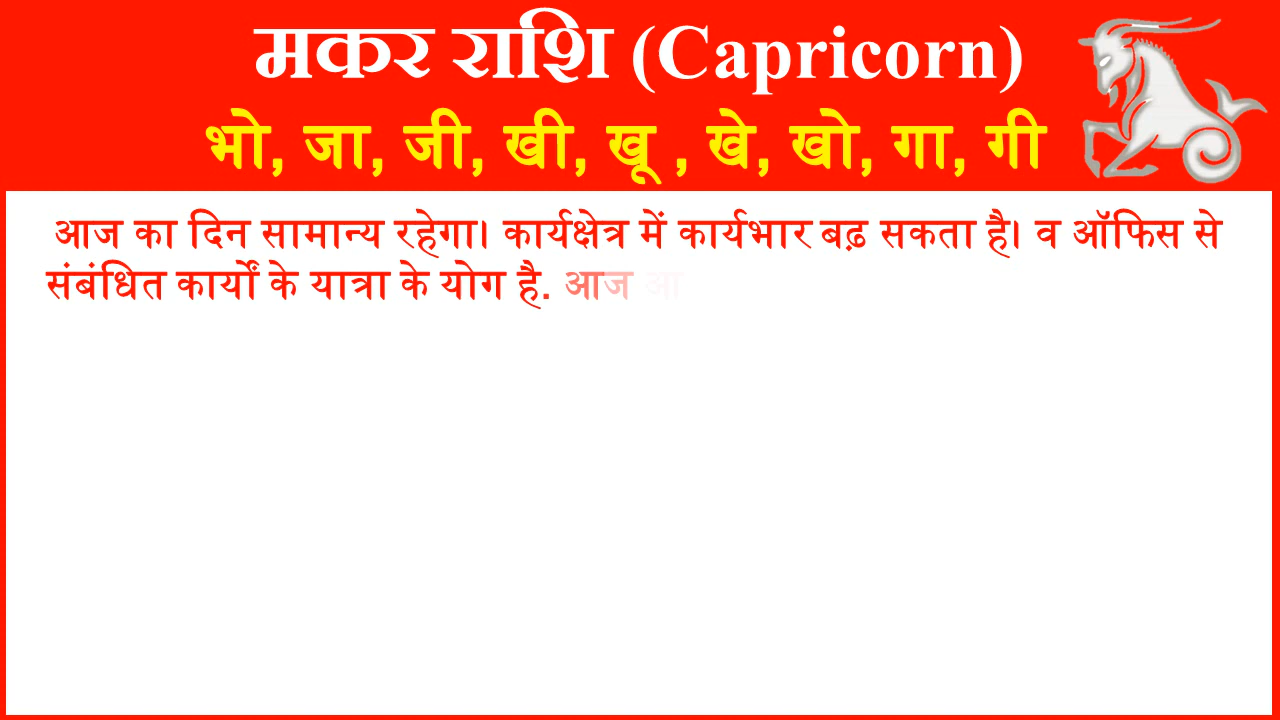 मकर राशि (Capricorn)
भो, जा, जी, खी, खू , खे, खो, गा, गी
आज का दिन सामान्य रहेगा। कार्यक्षेत्र में कार्यभार बढ़ सकता है। व ऑफिस से
संबंधित कार्यों के यात्रा के योग है. आज आ